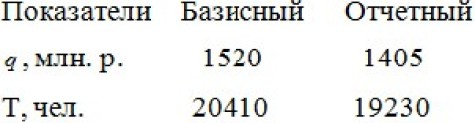 Показатели Базисный Отчетный
q, млн. р. 1520 1405
Т, чел. 20410 19230